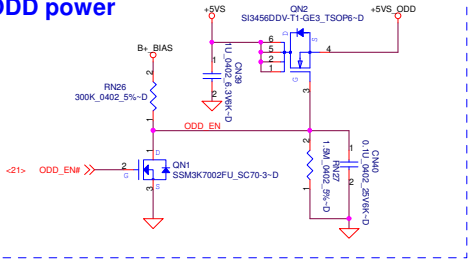 ODD power
+5VS
QN2
SI3456DDV-T1-GE3_TSOP6~D
+5VS_ODD
B+_BIAS
D
S
6
5
2
1
4
G
3
1
2
CN39
1U_0402_6.3V6K~D
2
RN26
300K_0402_5%~D
1
ODD_EN
<21>
ODD_EN#
2
G
1
D
S
3
QN1
SSM3K7002FU_SC70-3~D
2
1
RN27
1.5M_0402_5%~D
1
2
CN40
0.1U_0402_25V6K~D